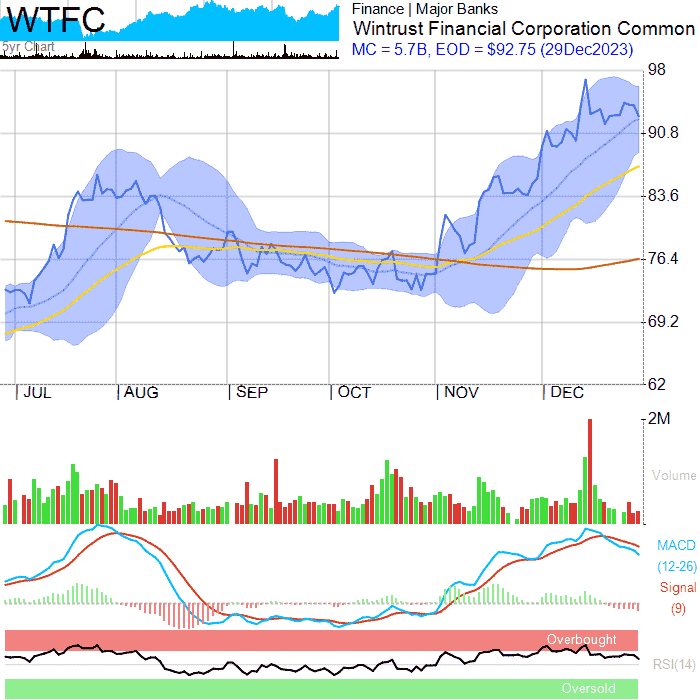 WTFC
5yr Chart
Finance | Major Banks
Wintrust Financial Corporation Common
MC = 5.7B, EOD = $92.75 (29Dec2023)
98
90.8
83.6
76.4
69.2
62
JUL AUG SEP OCT NOV DEC
2M
Volume
MACD
(12-26)
Signal
(9)
Overbought
RSI(14)
Oversold